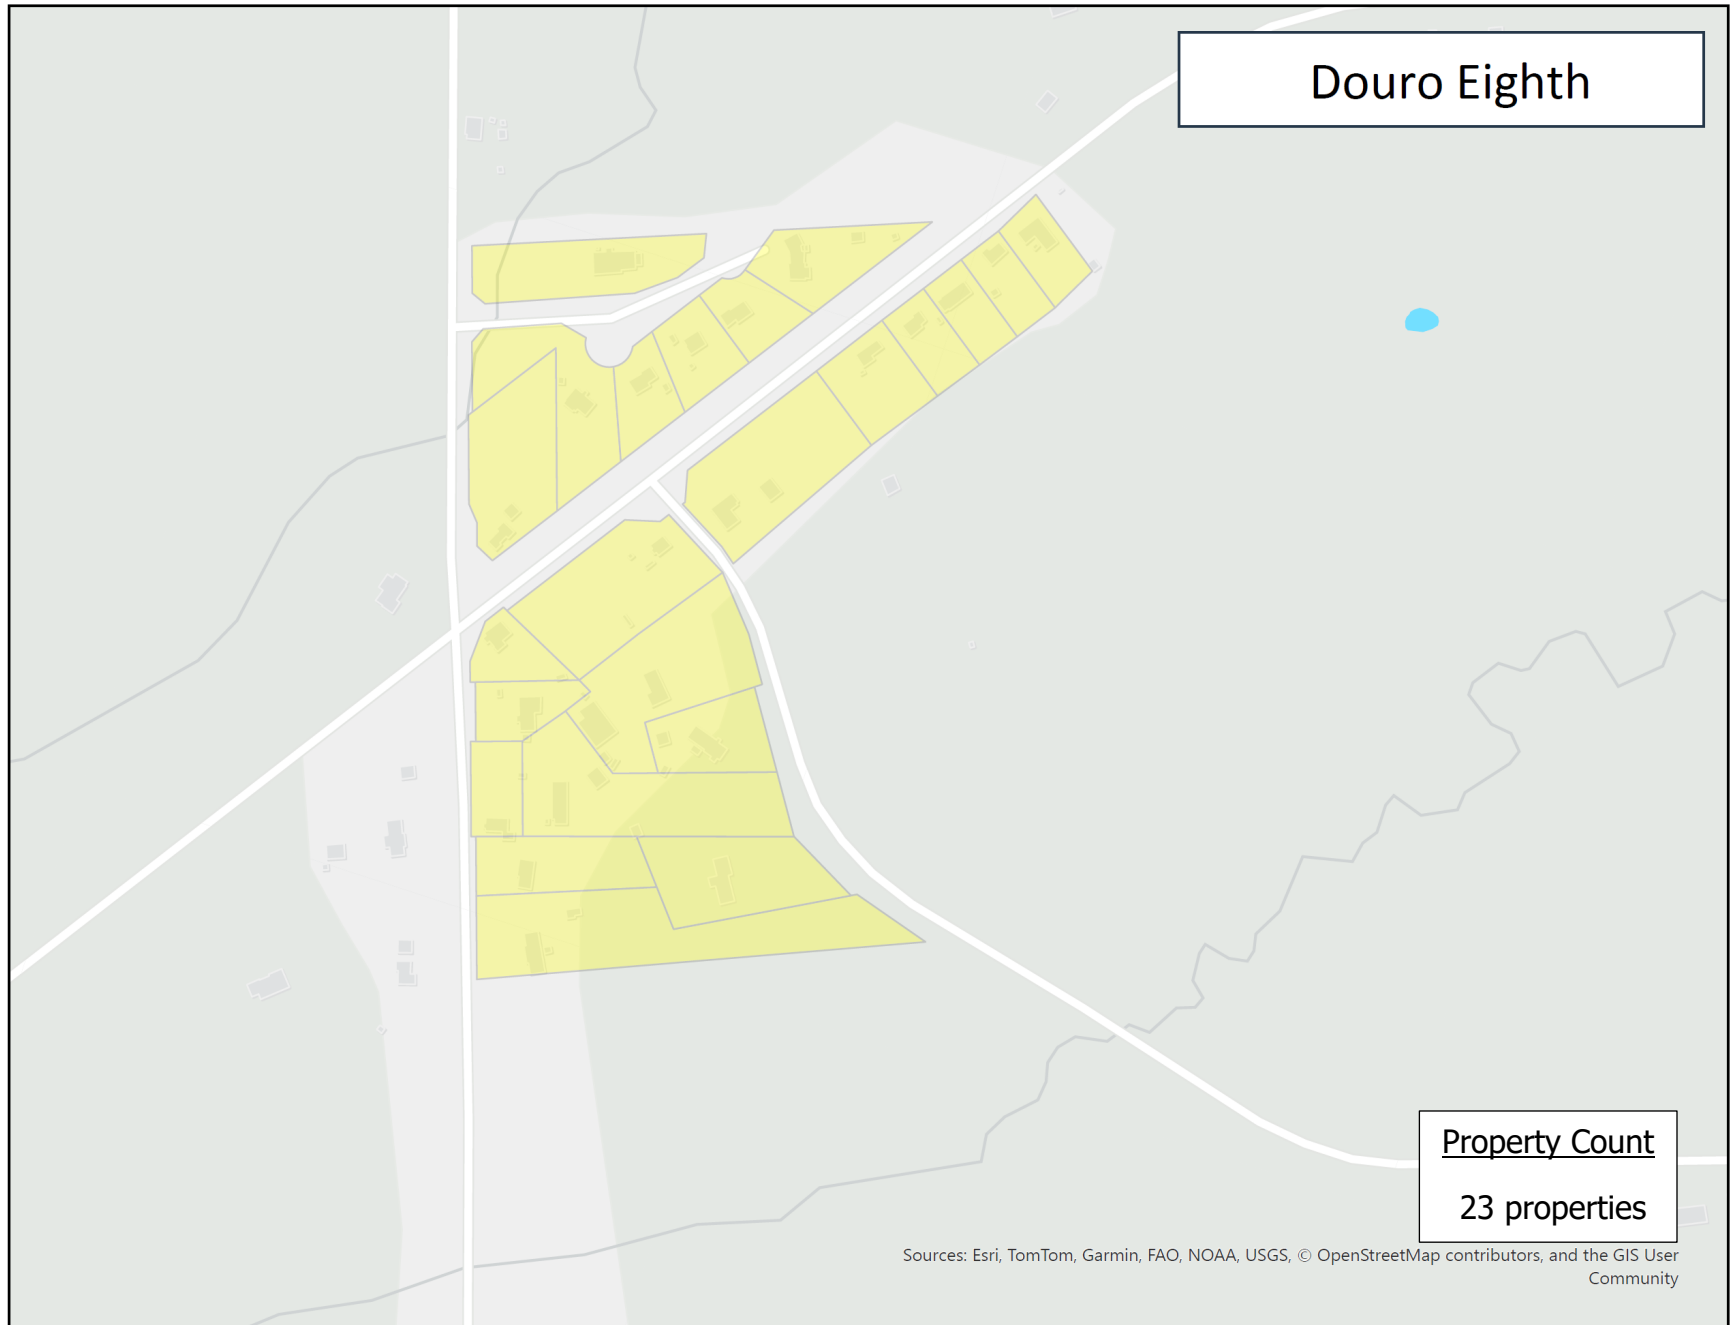 Douro Eighth
Property Count
23 properties
Sources: Esri, TomTom, Garmin, FAO, NOAA, USGS, © OpenStreetMap contributors, and the GIS User
Community